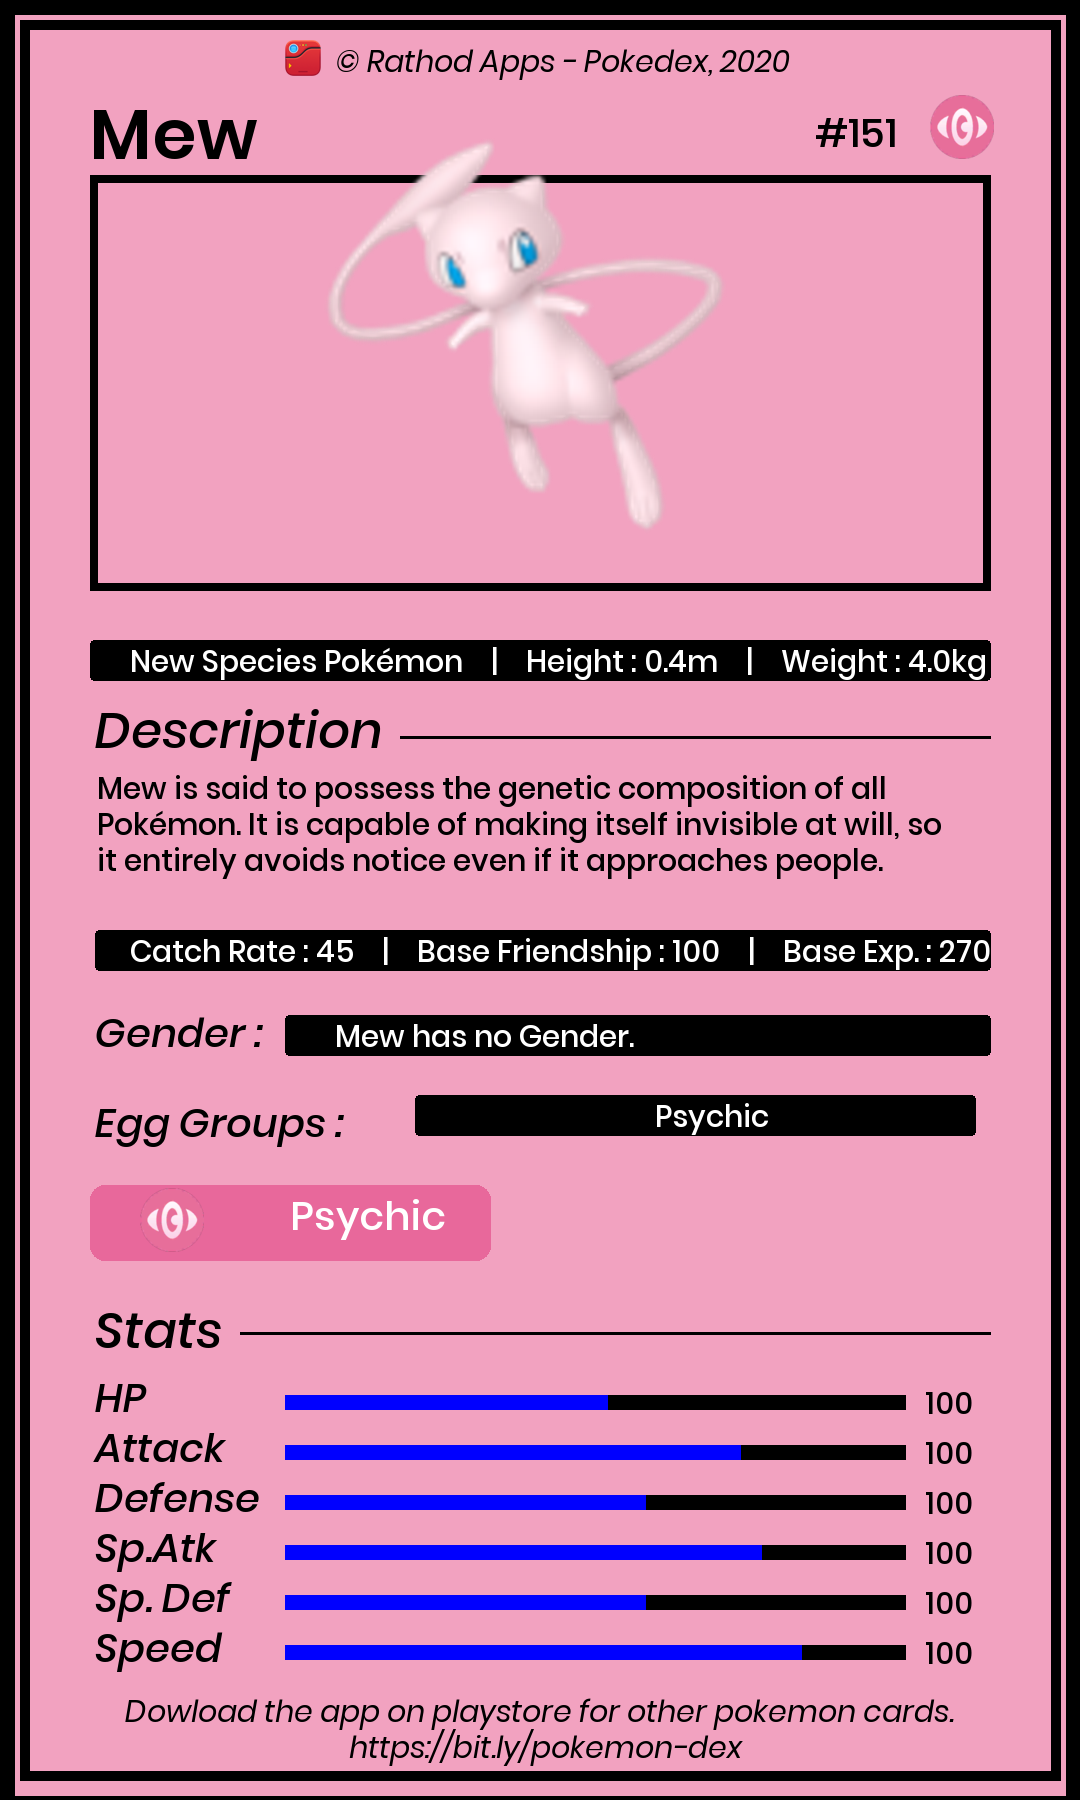 © Rathod Apps - Pokedex, 2020
Mew
#151
New Species Pokémon | Height : 0.4m | Weight : 4.0kg
Description
Mew is said to possess the genetic composition of all
Pokémon. It is capable of making itself invisible at will, so
it entirely avoids notice even if it approaches people.
Catch Rate : 45 | Base Friendship : 100 | Base Exp. : 270
Gender : Mew has no Gender.
Egg Groups : Psychic
Psychic
Stats
HP 100
Attack 100
Defense 100
Sp.Atk 100
Sp. Def 100
Speed 100
Dowload the app on playstore for other pokemon cards.
https://bit.ly/pokemon-dex